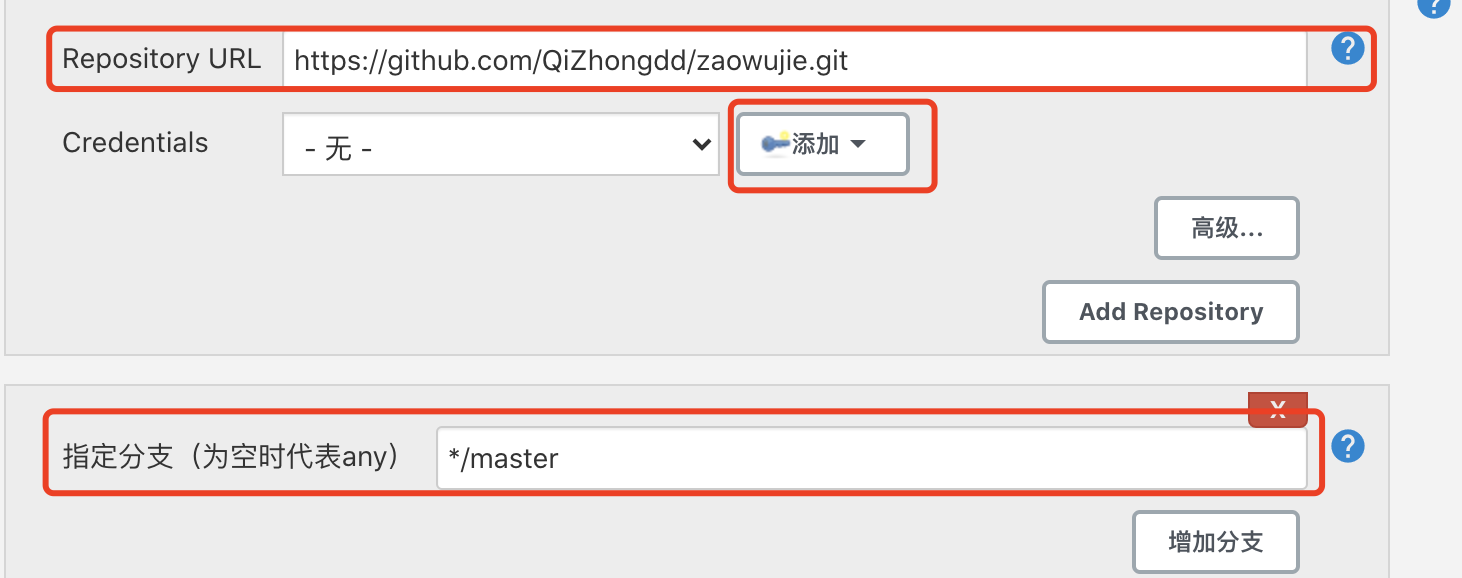 ?
Repository URL https://github.com/QiZhongdd/zaowujie.git ?
Credentials - 无 - 添加
高级...
Add Repository
X
指定分支（为空时代表any） */master ?
增加分支